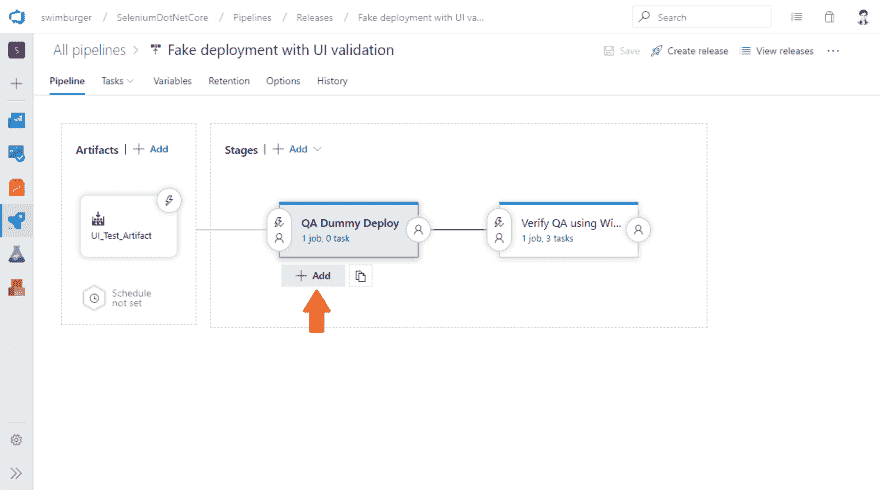 swimburger / SeleniumDotNetCore / Pipelines / Releases / Fake deployment with UI va...
Search
S
All pipelines > Fake deployment with UI validation
Save Create release View releases ...
Pipeline Tasks Variables Retention Options History
Artifacts | + Add
Stages | + Add
UI_Test_Artifact
QA Dummy Deploy
1 job, 0 task
Verify QA using Wi...
1 job, 3 tasks
+ Add
Schedule
not set